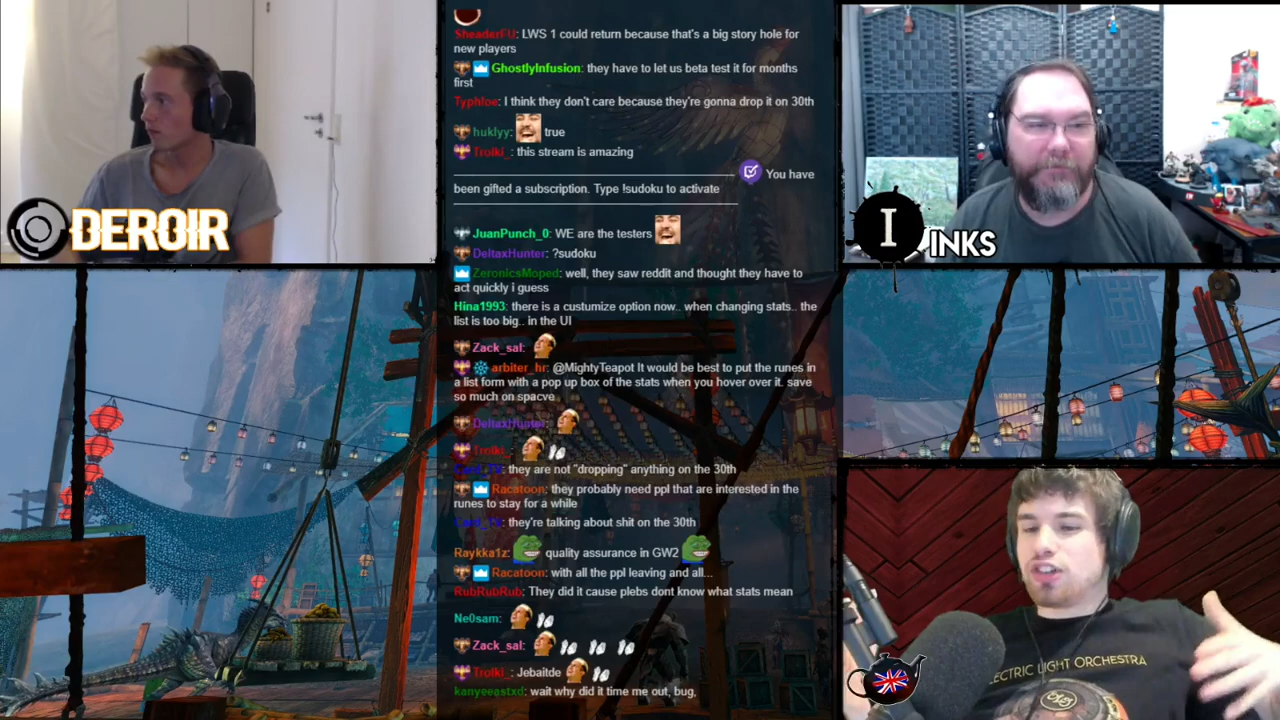 SheaderFU: LWS 1 could return because that's a big story hole for
new players
GhostlyInfusion: they have to let us beta test it for months
first
Typhloe: I think they don't care because they're gonna drop it on 30th
huklyy: true
Trolki_: this stream is amazing
You have
been gifted a subscription. Type !sudoku to activate
JuanPunch_0: WE are the testers
DeltaxHunter: ?sudoku
ZeronicsMoped: well, they saw reddit and thought they have to
act quickly i guess
Hina1993: there is a custumize option now.. when changing stats.. the
list is too big.. in the UI
Zack_sal:
arbiter_hr: @MightyTeapot It would be best to put the runes in
a list form with a pop up box of the stats when you hover over it. save
so much on spacve
DeltaxHunter:
Trolki_:
they are not "dropping" anything on the 30th
Racatoon: they probably need ppl that are interested in the
runes to stay for a while
they're talking about shit on the 30th
Raykka1z: quality assurance in GW2
Racatoon: with all the ppl leaving and all...
RubRubRub: They did it cause plebs dont know what stats mean
Ne0sam:
Zack_sal:
Trolki_: Jebaitde
kanyeeastxd: wait why did it time me out, bug,
DEROIR
I
INKS
ELECTRIC LIGHT ORCHESTRA